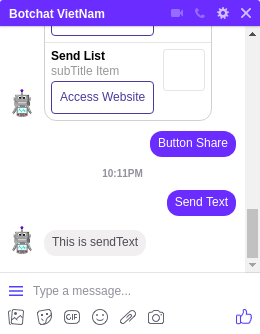 Botchat VietNam
Send List
subTitle Item
Access Website
Button Share
10:11PM
Send Text
This is sendText
Type a message...
GIF